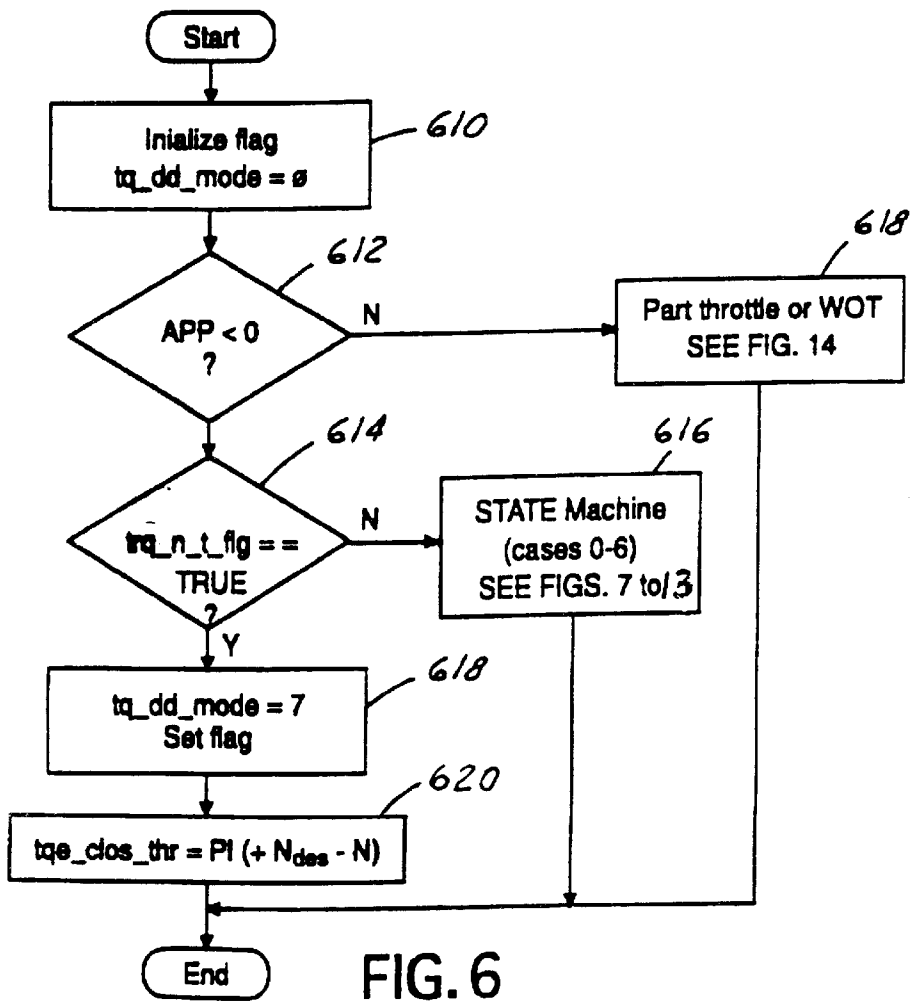 Start
Inialize flag
tq_dd_mode = ø
610
APP < 0
?
612
N
Part throttle or WOT
SEE FIG. 14
618
trq_n_t_flg ==
TRUE
?
614
N
STATE Machine
(cases 0-6)
SEE FIGS. 7 to 13
616
Y
tq_dd_mode = 7
Set flag
618
tqe_clos_thr = PI (+ Ndes - N)
620
End
FIG. 6